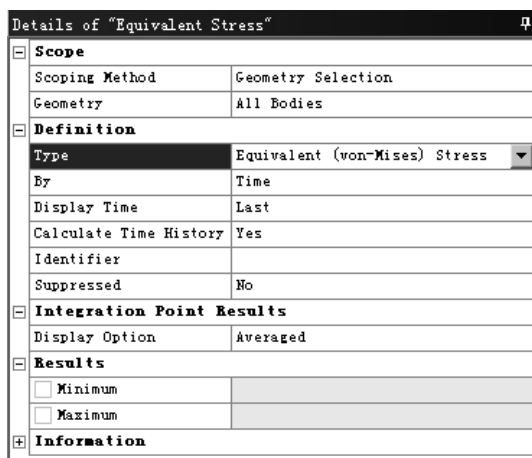 Details of "Equivalent Stress"
Scope
Scoping Method Geometry Selection
Geometry All Bodies
Definition
Type Equivalent (von-Mises) Stress
By Time
Display Time Last
Calculate Time History Yes
Identifier
Suppressed No
Integration Point Results
Display Option Averaged
Results
Minimum
Maximum
Information